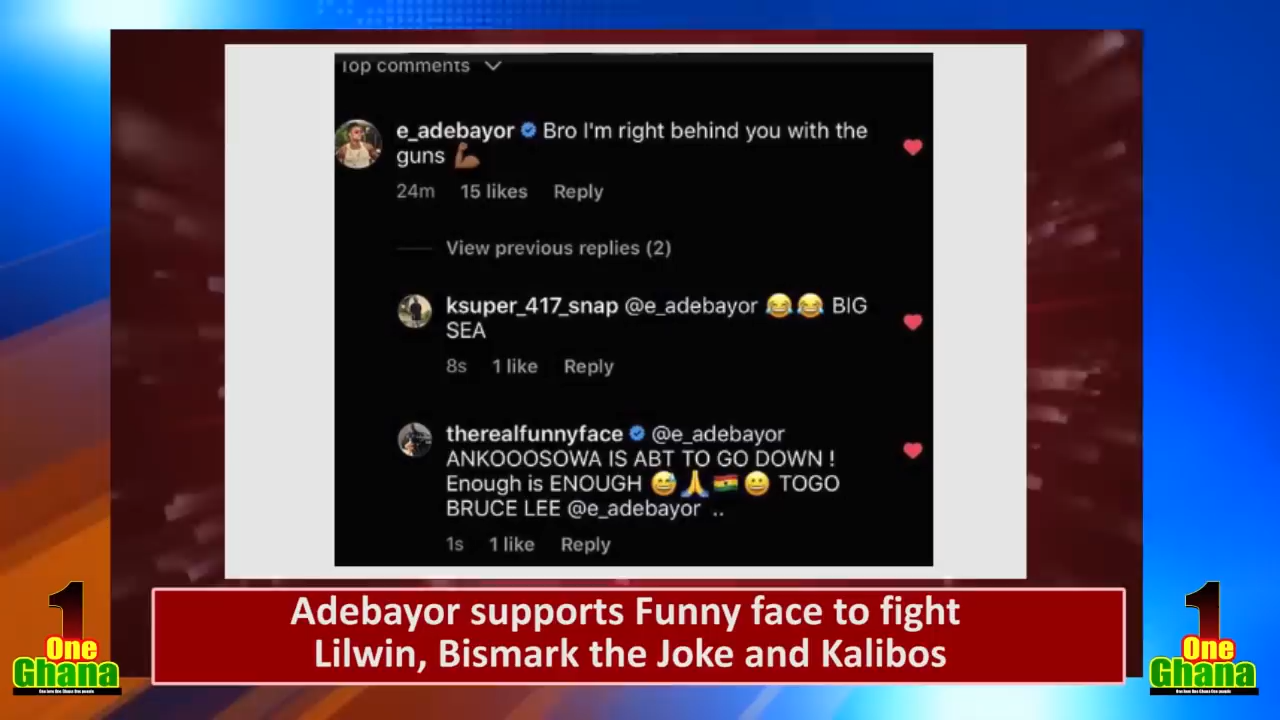 Top comments
e_adebayor Bro I'm right behind you with the
guns 💪🏾
24m 15 likes Reply
View previous replies (2)
ksuper_417_snap @e_adebayor 😂😂 BIG
SEA
8s 1 like Reply
therealfunnyface @e_adebayor
ANKOOOSOWA IS ABT TO GO DOWN !
Enough is ENOUGH 😅🙏🇬🇭😀 TOGO
BRUCE LEE @e_adebayor ..
1s 1 like Reply
Adebayor supports Funny face to fight
Lilwin, Bismark the Joke and Kalibos
1
One
Ghana
1
One
Ghana